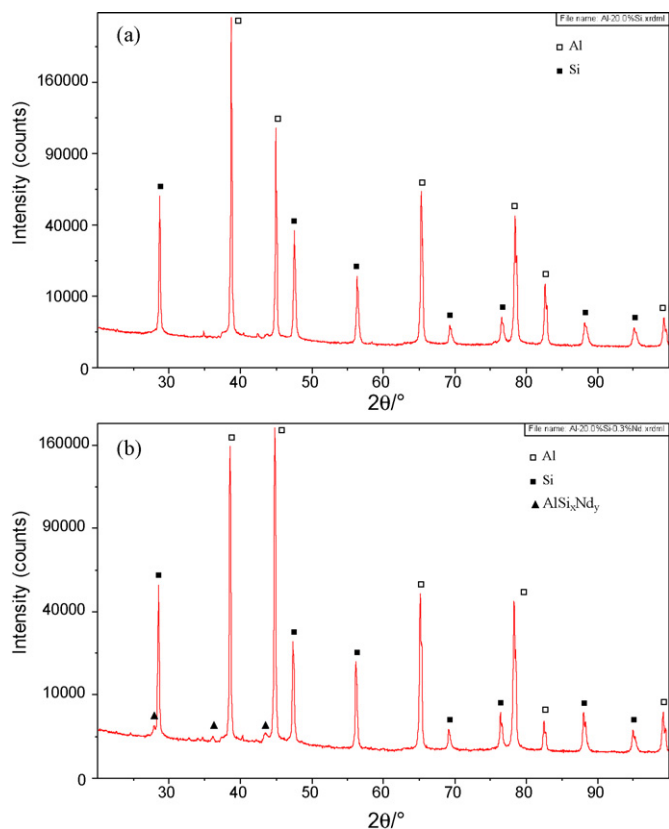 (a)
File name: Al-20.0%Si.xrdml
Al
Si
Intensity (counts)
160000
90000
40000
10000
0
30 40 50 60 70 80 90
2θ/°
(b)
File name: Al-20.0%Si-0.3%Nd.xrdml
Al
Si
AlSixNdy
Intensity (counts)
160000
90000
40000
10000
0
30 40 50 60 70 80 90
2θ/°